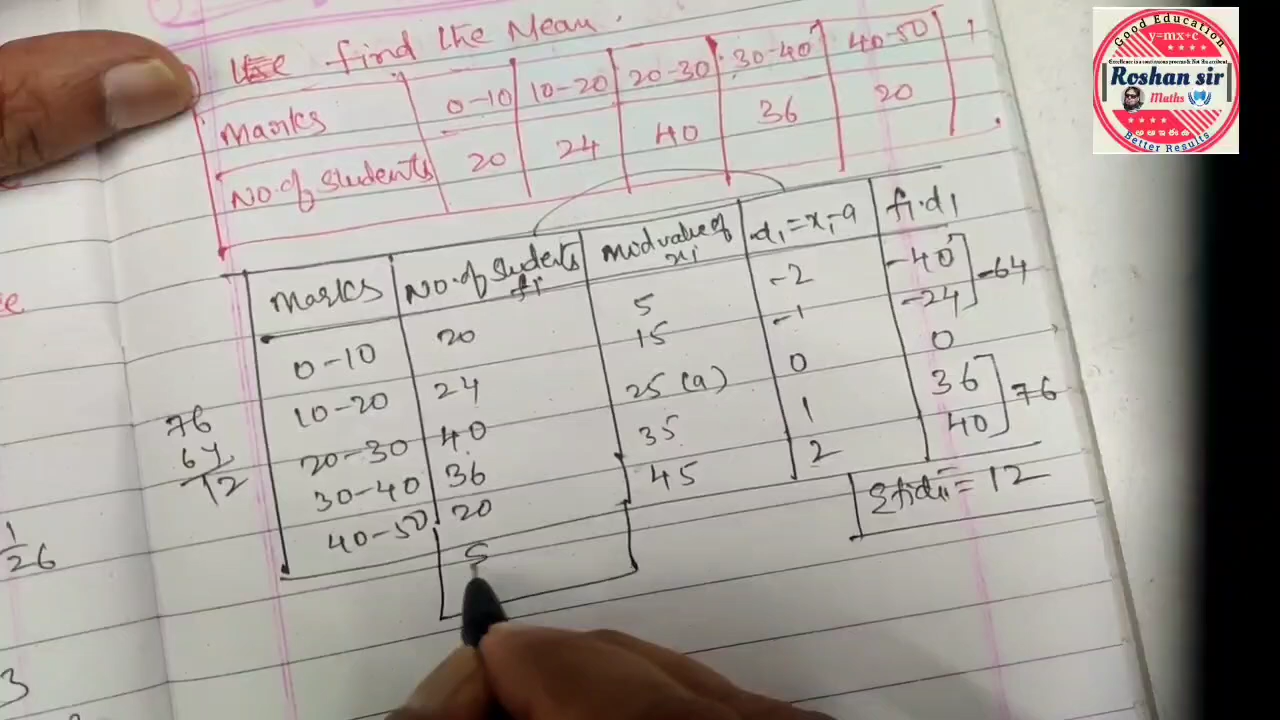 Find the Mean.
Marks 0-10 10-20 20-30 30-40 40-50
No. of students 20 24 40 36 20
Marks No. of students fi Mid value of xi d₁=x₁-a f₁.d₁
0-10 20 5 -2 -40
10-20 24 15 -1 -24 -64
20-30 40 25(a) 0 0
30-40 36 35 1 36
40-50 20 45 2 40 76
Σfidi = 12
76
64
12
1
26
3
Good Education
y=mx+c
Roshan sir
Maths
Better Results